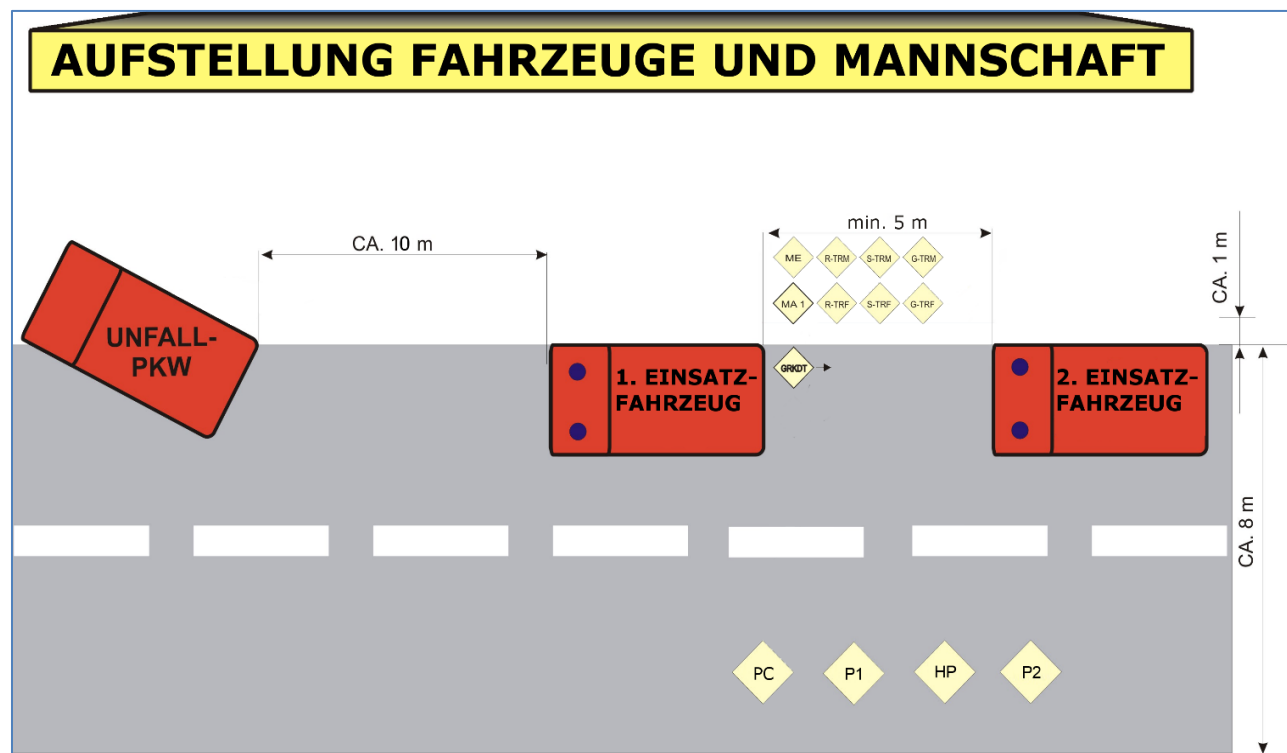 AUFSTELLUNG FAHRZEUGE UND MANNSCHAFT
CA. 10 m
min. 5 m
CA. 1 m
ME
R-TRM
S-TRM
G-TRM
MA 1
R-TRF
S-TRF
G-TRF
UNFALL-
PKW
GRKDT
1. EINSATZ-
FAHRZEUG
2. EINSATZ-
FAHRZEUG
CA. 8 m
PC
P1
HP
P2